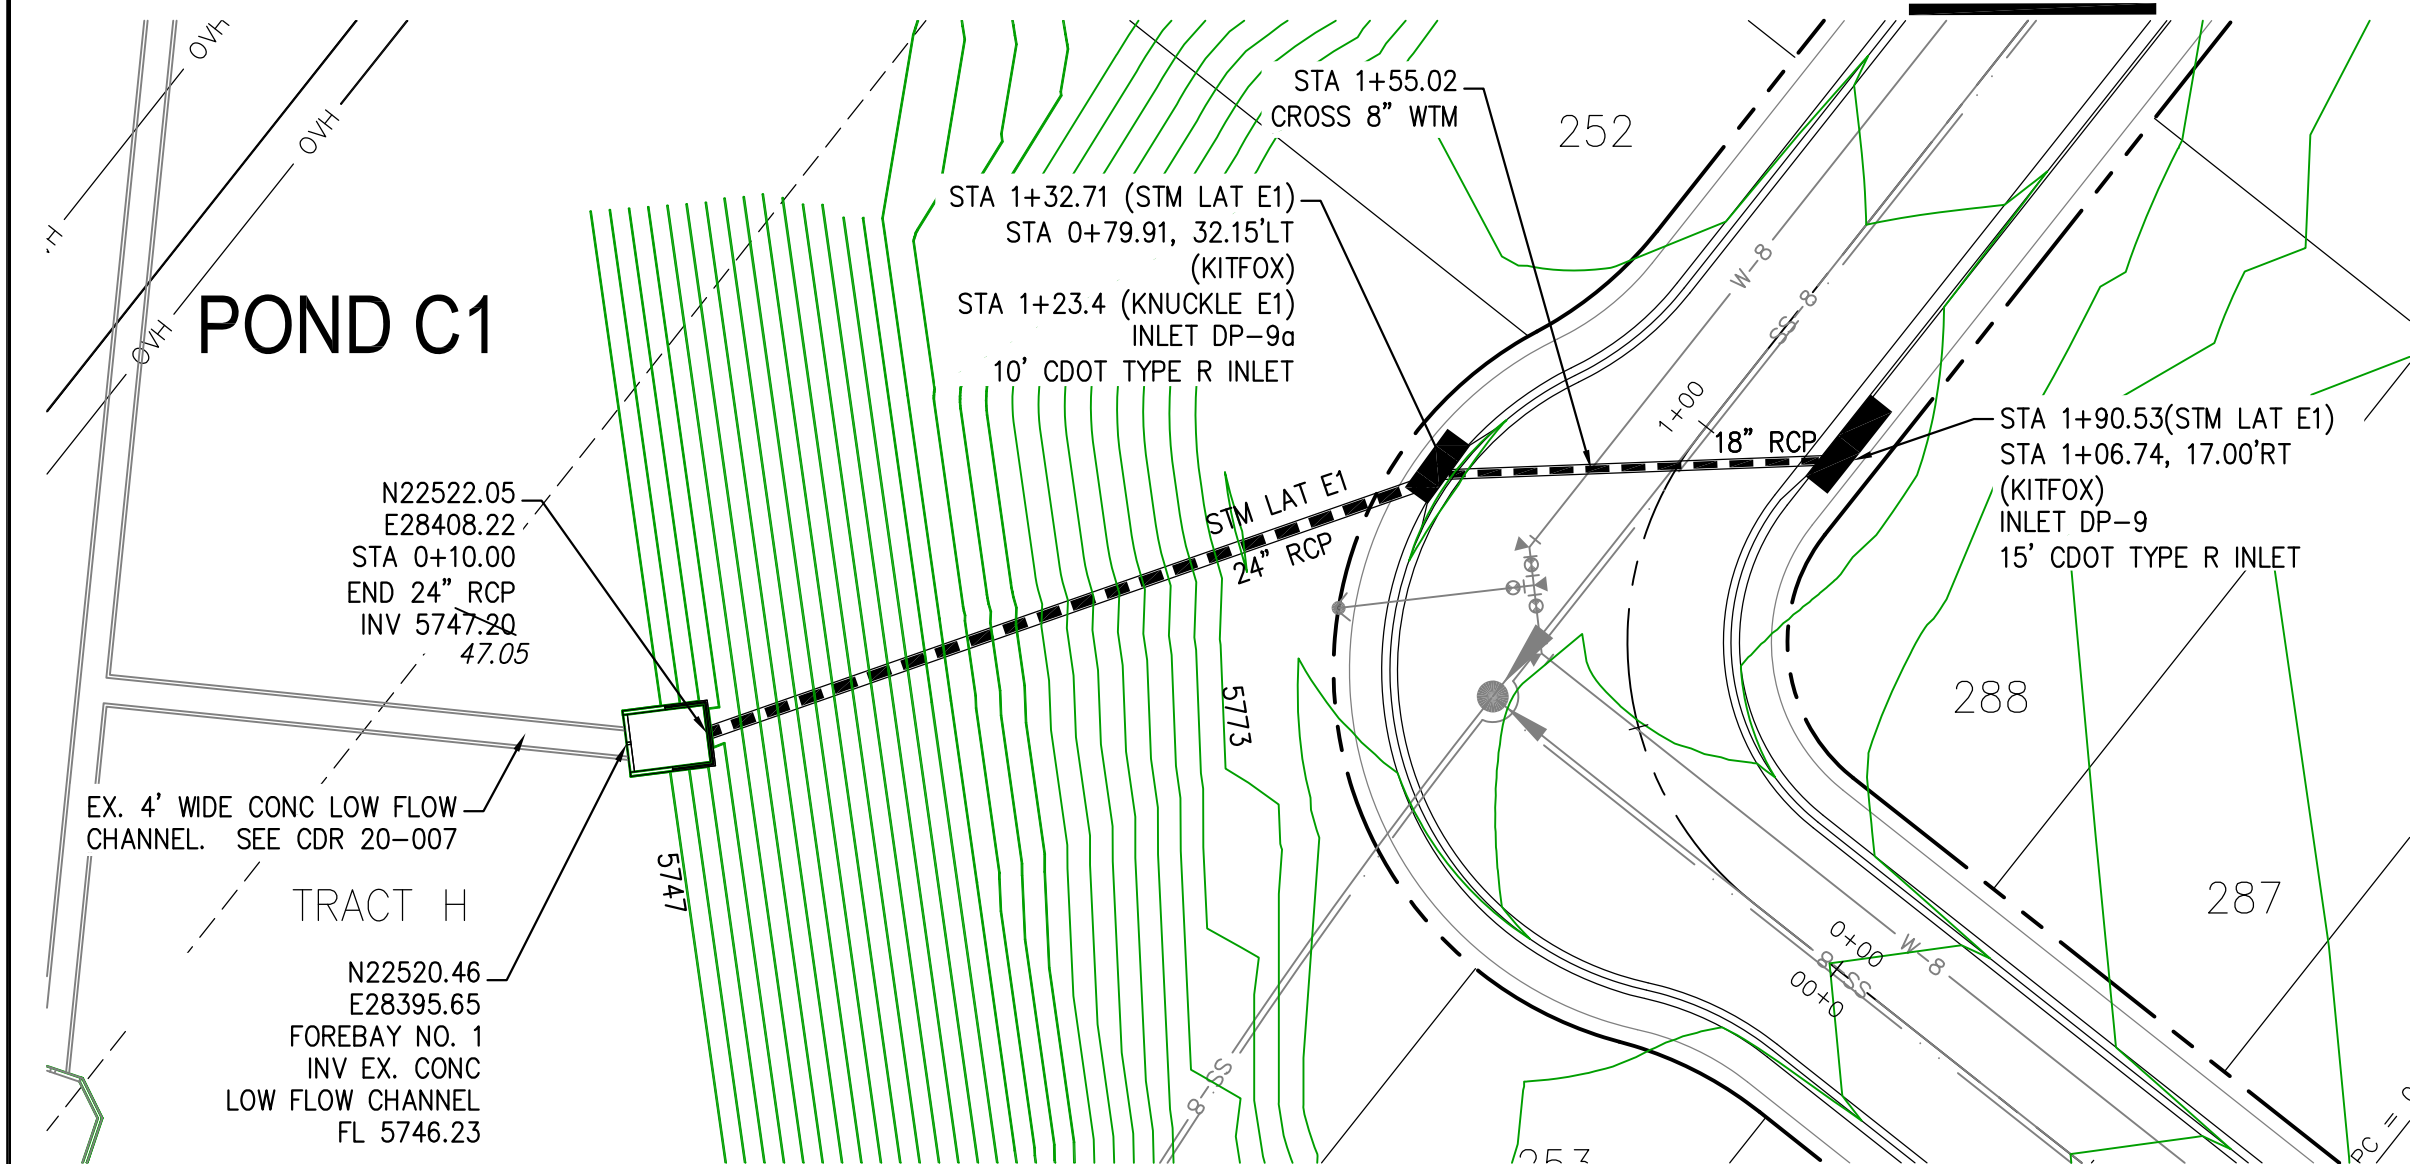 OVH
OVH
OVH
POND C1
STA 1+55.02
CROSS 8" WTM
252
STA 1+32.71 (STM LAT E1)
STA 0+79.91, 32.15'LT
(KITFOX)
STA 1+23.4 (KNUCKLE E1)
INLET DP-9a
10' CDOT TYPE R INLET
W-8
SS-8
1+00
18" RCP
STA 1+90.53(STM LAT E1)
STA 1+06.74, 17.00'RT
(KITFOX)
INLET DP-9
15' CDOT TYPE R INLET
N22522.05
E28408.22
STA 0+10.00
END 24" RCP
INV 5747.20
47.05
STM LAT E1
24" RCP
5773
288
EX. 4' WIDE CONC LOW FLOW
CHANNEL.  SEE CDR 20-007
5747
TRACT H
287
0+00
W-8
8-SS
0+00
N22520.46
E28395.65
FOREBAY NO. 1
INV EX. CONC
LOW FLOW CHANNEL
FL 5746.23
8-SS
253
PC =